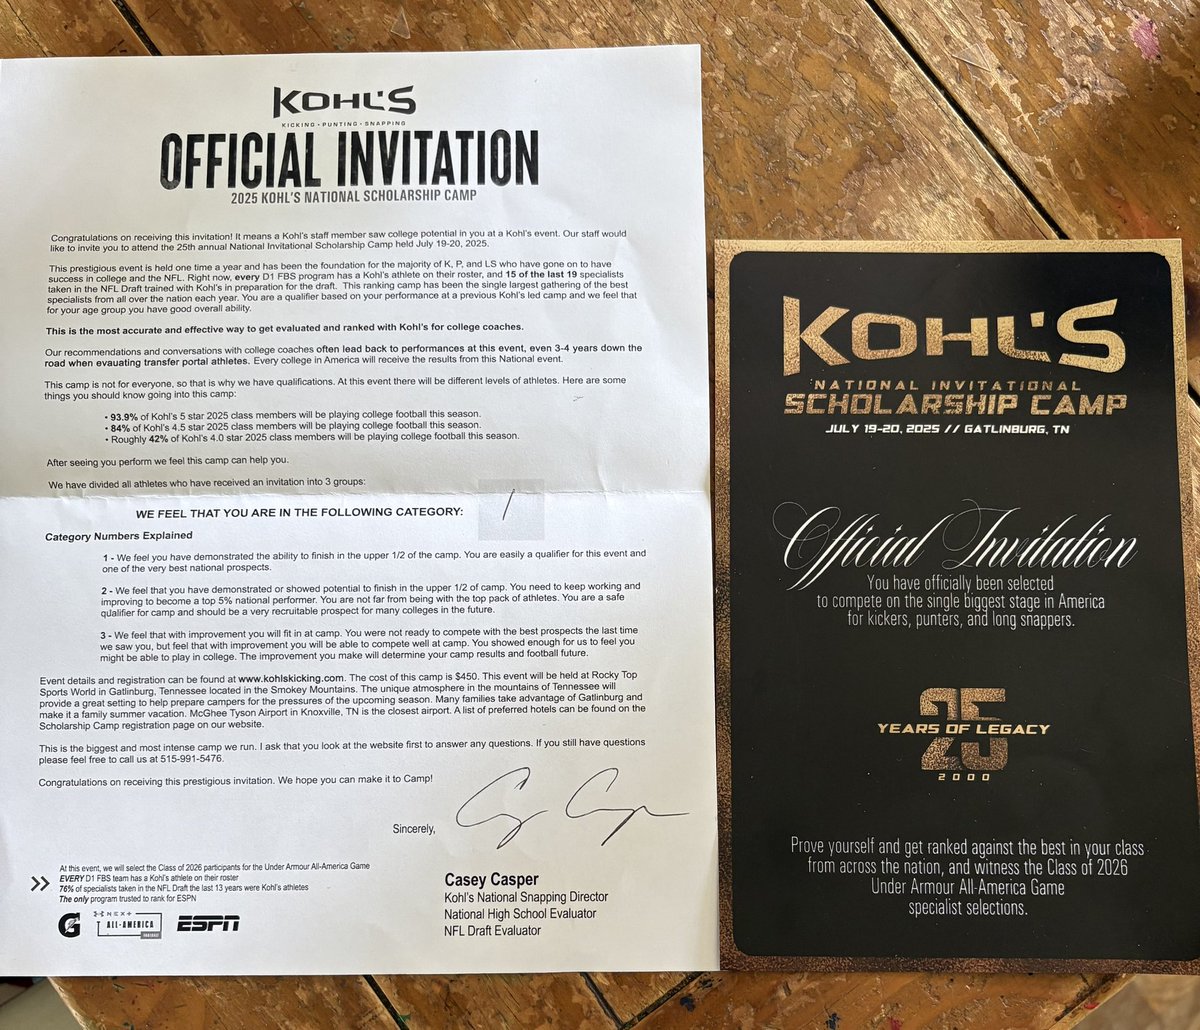 KOHL'S
KICKING • PUNTING • SNAPPING
OFFICIAL INVITATION
2025 KOHL'S NATIONAL SCHOLARSHIP CAMP
Congratulations on receiving this invitation! It means a Kohl's staff member saw college potential in you at a Kohl's event. Our staff would
like to invite you to attend the 25th annual National Invitational Scholarship Camp held July 19-20, 2025.
This prestigious event is held one time a year and has been the foundation for the majority of K, P, and LS who have gone on to have
success in college and the NFL. Right now, every D1 FBS program has a Kohl's athlete on their roster, and 15 of the last 19 specialists
taken in the NFL Draft trained with Kohl's in preparation for the draft. This ranking camp has been the single largest gathering of the best
specialists from all over the nation each year. You are a qualifier based on your performance at a previous Kohl's led camp and we feel that
for your age group you have good overall ability.
This is the most accurate and effective way to get evaluated and ranked with Kohl's for college coaches.
Our recommendations and conversations with college coaches often lead back to performances at this event, even 3-4 years down the
road when evauating transfer portal athletes. Every college in America will receive the results from this National event.
This camp is not for everyone, so that is why we have qualifications. At this event there will be different levels of athletes. Here are some
things you should know going into this camp:
• 93.9% of Kohl's 5 star 2025 class members will be playing college football this season.
• 84% of Kohl's 4.5 star 2025 class members will be playing college football this season.
• Roughly 42% of Kohl's 4.0 star 2025 class members will be playing college football this season.
After seeing you perform we feel this camp can help you.
We have divided all athletes who have received an invitation into 3 groups:
WE FEEL THAT YOU ARE IN THE FOLLOWING CATEGORY: 1
Category Numbers Explained
1 - We feel you have demonstrated the ability to finish in the upper 1/2 of the camp. You are easily a qualifier for this event and
one of the very best national prospects.
2 - We feel that you have demonstrated or showed potential to finish in the upper 1/2 of camp. You need to keep working and
improving to become a top 5% national performer. You are not far from being with the top pack of athletes. You are a safe
qualifier for camp and should be a very recruitable prospect for many colleges in the future.
3 - We feel that with improvement you will fit in at camp. You were not ready to compete with the best prospects the last time
we saw you, but feel that with improvement you will be able to compete well at camp. You showed enough for us to feel you
might be able to play in college. The improvement you make will determine your camp results and football future.
Event details and registration can be found at www.kohlskicking.com. The cost of this camp is $450. This event will be held at Rocky Top
Sports World in Gatlinburg, Tennessee located in the Smokey Mountains. The unique atmosphere in the mountains of Tennessee will
provide a great setting to help prepare campers for the pressures of the upcoming season. Many families take advantage of Gatlinburg and
make it a family summer vacation. McGhee Tyson Airport in Knoxville, TN is the closest airport. A list of preferred hotels can be found on the
Scholarship Camp registration page on our website.
This is the biggest and most intense camp we run. I ask that you look at the website first to answer any questions. If you still have questions
please feel free to call us at 515-991-5476.
Congratulations on receiving this prestigious invitation. We hope you can make it to Camp!
Sincerely,
Casey Casper
Kohl's National Snapping Director
National High School Evaluator
NFL Draft Evaluator
At this event, we will select the Class of 2026 participants for the Under Armour All-America Game
EVERY D1 FBS team has a Kohl's athlete on their roster
76% of specialists taken in the NFL Draft the last 13 years were Kohl's athletes
The only program trusted to rank for ESPN
G
NEXT
ALL-AMERICA
ESPN
KOHL'S
NATIONAL INVITATIONAL
SCHOLARSHIP CAMP
JULY 19-20, 2025 // GATLINBURG, TN
Official Invitation
You have officially been selected
to compete on the single biggest stage in America
for kickers, punters, and long snappers.
25
YEARS OF LEGACY
2000
Prove yourself and get ranked against the best in your class
from across the nation, and witness the Class of 2026
Under Armour All-America Game
specialist selections.